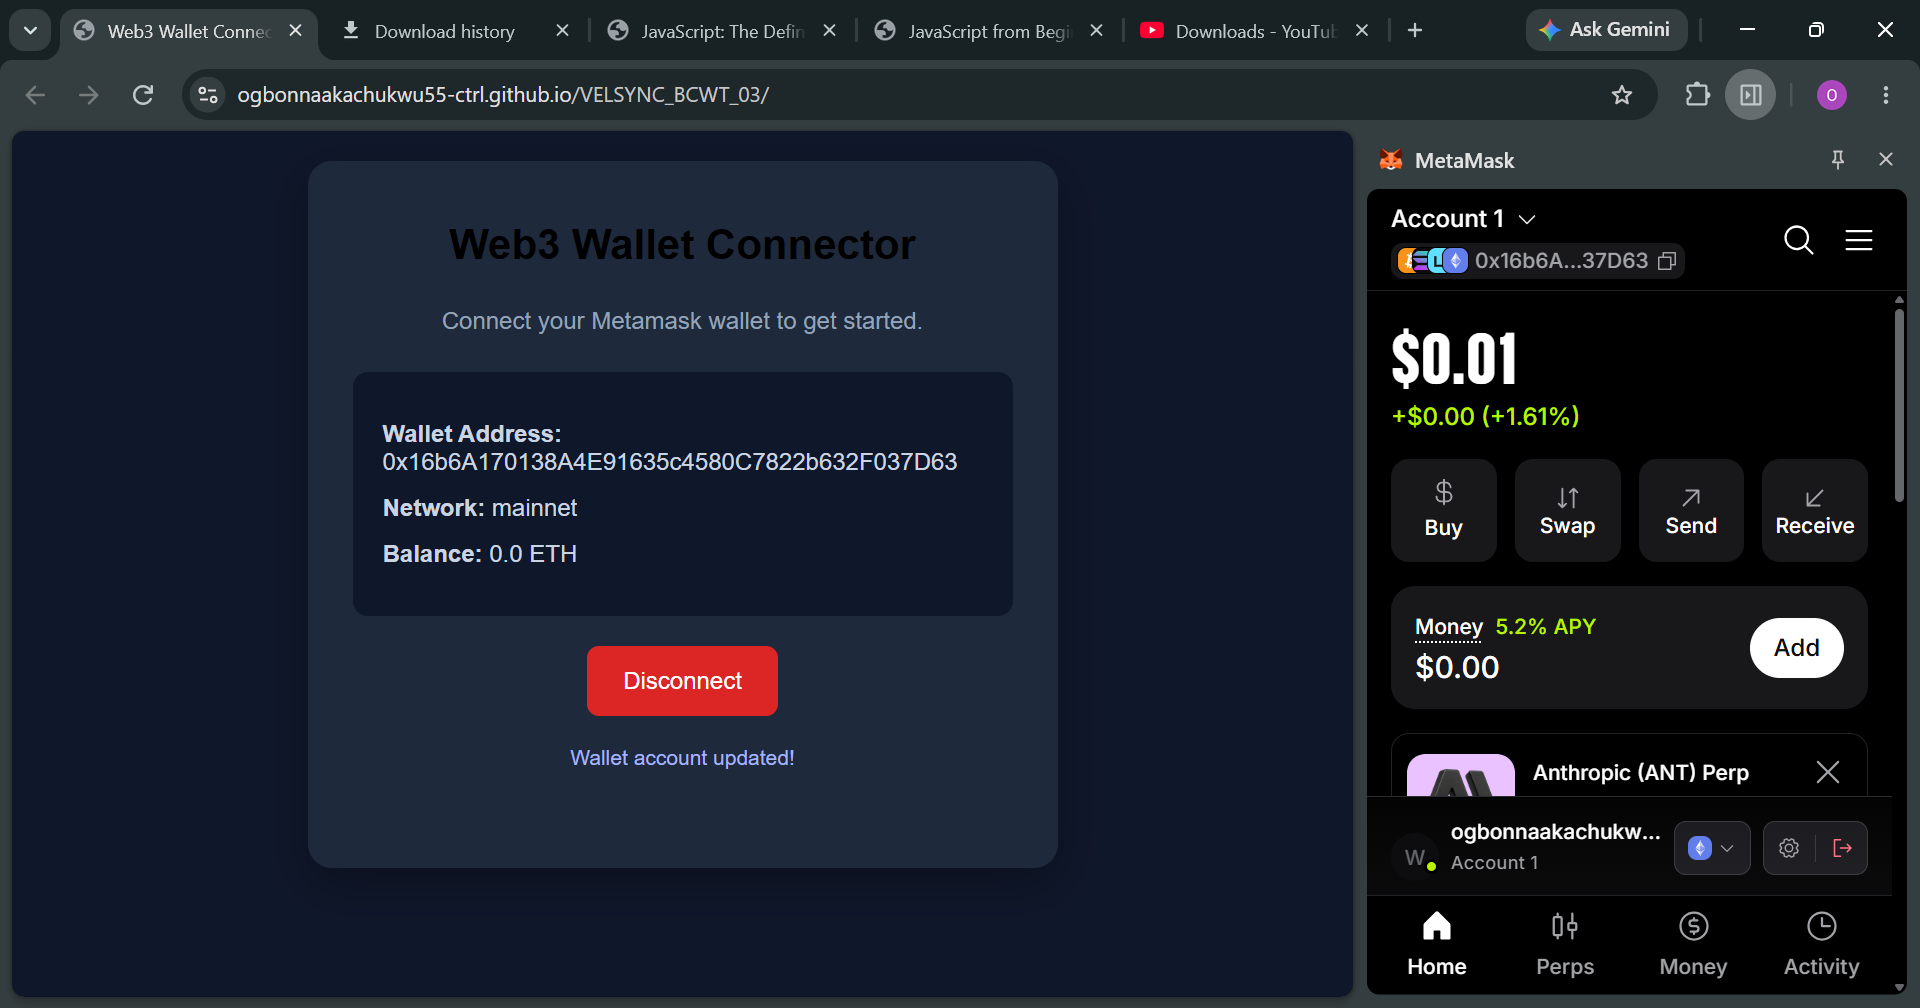 Web3 Wallet Connec
Download history
JavaScript: The Defin
JavaScript from Begi
Downloads - YouTub
Ask Gemini
ogbonnaakachukwu55-ctrl.github.io/VELSYNC_BCWT_03/
O
Web3 Wallet Connector
Connect your Metamask wallet to get started.
Wallet Address:
0x16b6A170138A4E91635c4580C7822b632F037D63
Network: mainnet
Balance: 0.0 ETH
Disconnect
Wallet account updated!
MetaMask
Account 1
0x16b6A...37D63
$0.01
+$0.00 (+1.61%)
Buy
Swap
Send
Receive
Money 5.2% APY
$0.00
Add
Anthropic (ANT) Perp
W
ogbonnaakachukw...
Account 1
Home
Perps
Money
Activity